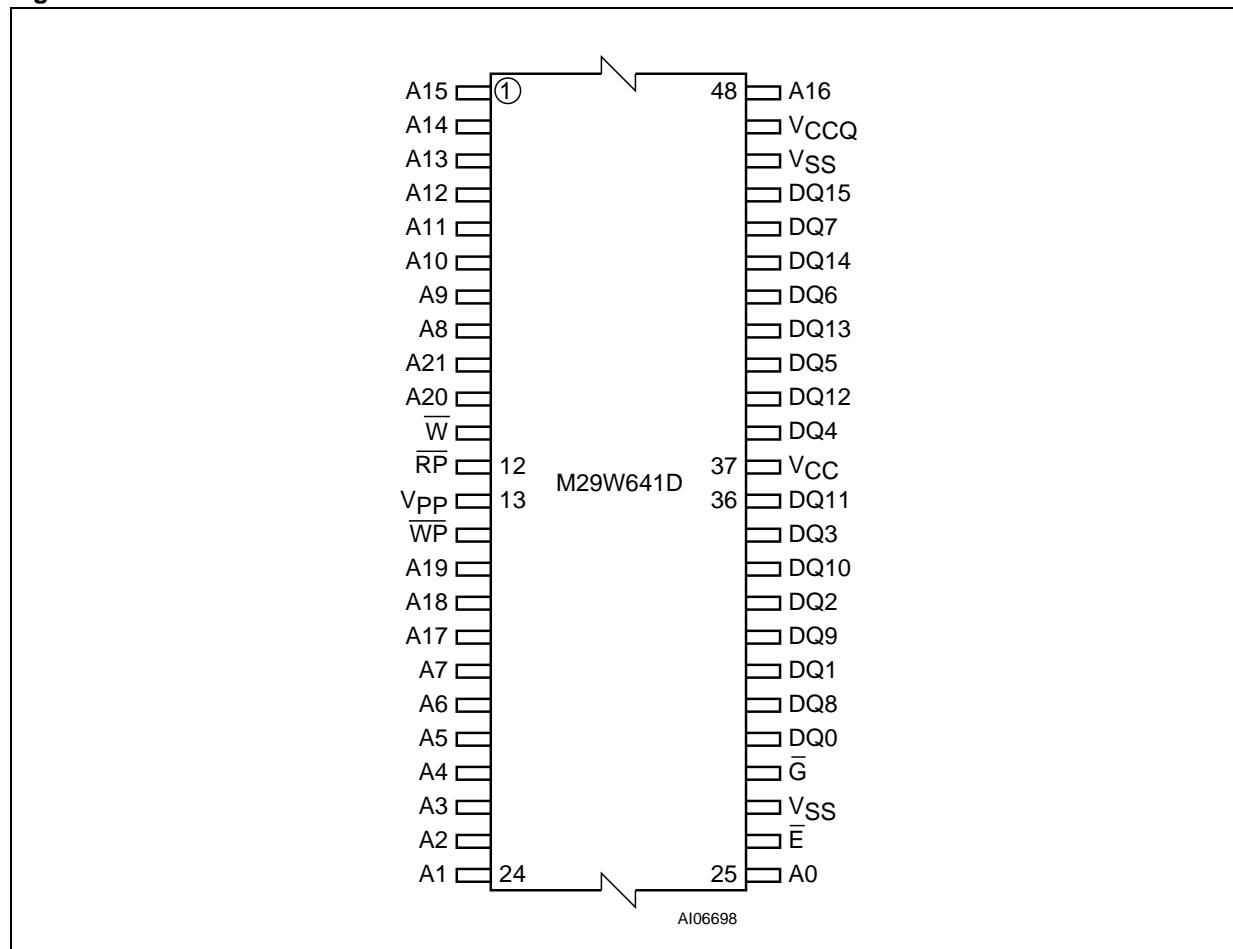 A15 1 48 A16
A14 VCCQ
A13 VSS
A12 DQ15
A11 DQ7
A10 DQ14
A9 DQ6
A8 DQ13
A21 DQ5
A20 DQ12
W̅ DQ4
R̅P̅ 12 37 VCC
M29W641D
VPP 13 36 DQ11
W̅P̅ DQ3
A19 DQ10
A18 DQ2
A17 DQ9
A7 DQ1
A6 DQ8
A5 DQ0
A4 G̅
A3 VSS
A2 E̅
A1 24 25 A0
AI06698